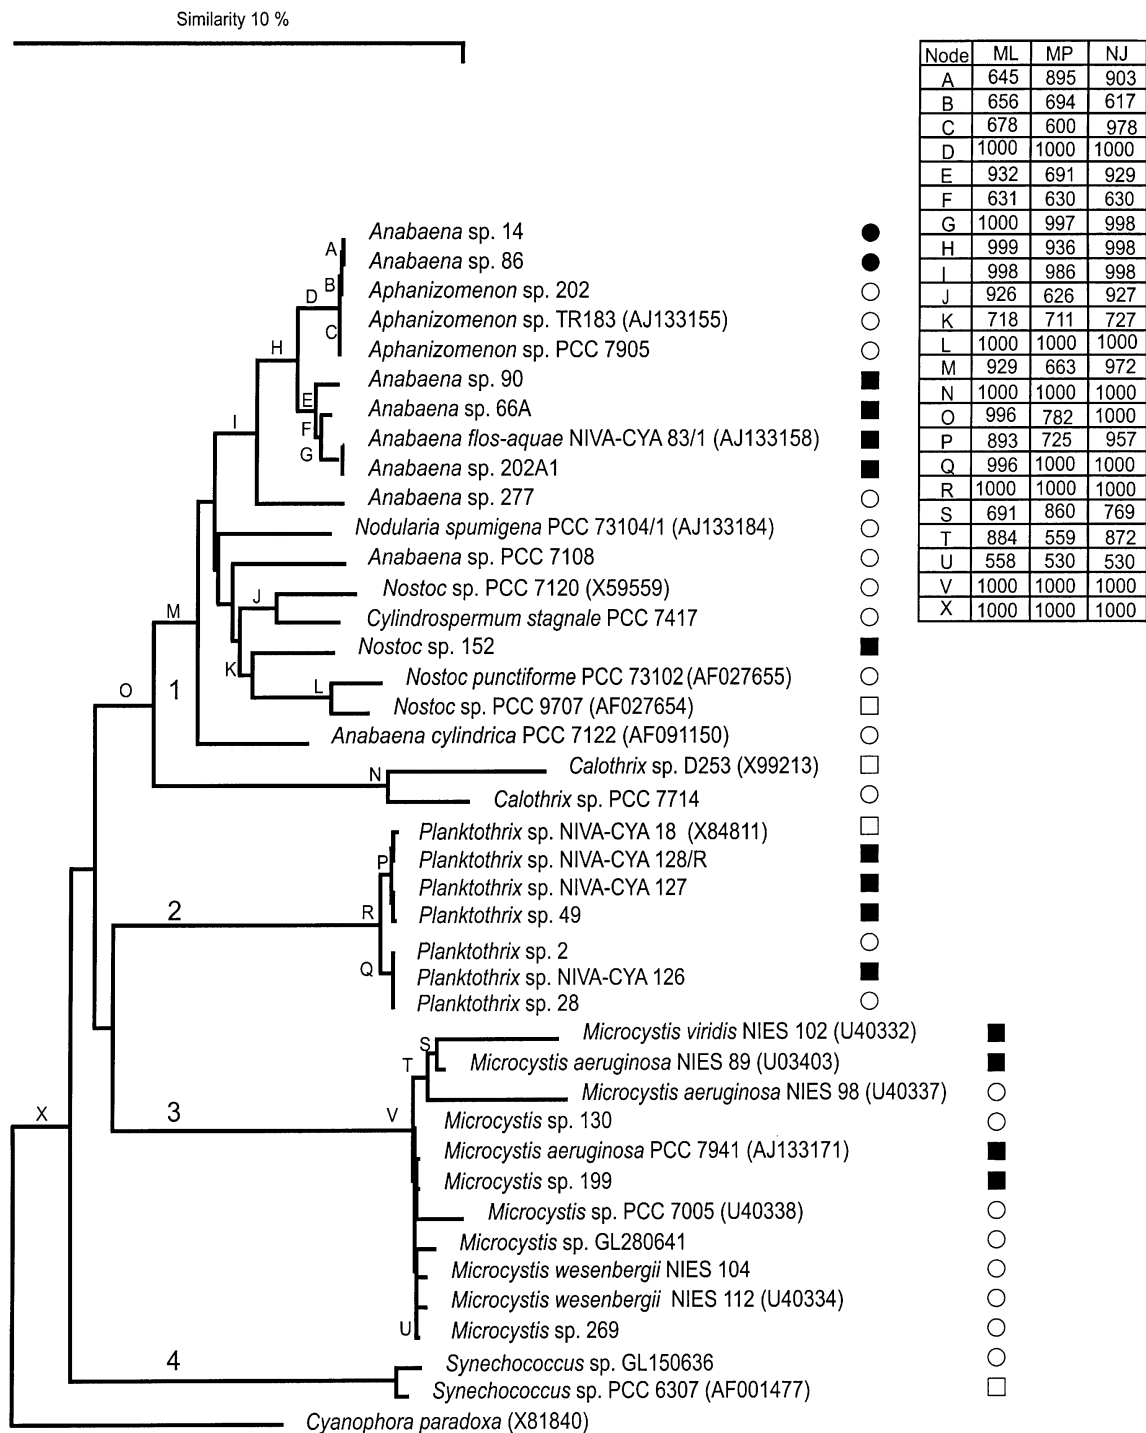 Similarity 10 %
Node ML MP NJ
A 645 895 903
B 656 694 617
C 678 600 978
D 1000 1000 1000
E 932 691 929
F 631 630 630
G 1000 997 998
H 999 936 998
I 998 986 998
J 926 626 927
K 718 711 727
L 1000 1000 1000
M 929 663 972
N 1000 1000 1000
O 996 782 1000
P 893 725 957
Q 996 1000 1000
R 1000 1000 1000
S 691 860 769
T 884 559 872
U 558 530 530
V 1000 1000 1000
X 1000 1000 1000
Anabaena sp. 14
A
Anabaena sp. 86
B
Aphanizomenon sp. 202
D
Aphanizomenon sp. TR183 (AJ133155)
C
Aphanizomenon sp. PCC 7905
H
Anabaena sp. 90
E
Anabaena sp. 66A
I
F
Anabaena flos-aquae NIVA-CYA 83/1 (AJ133158)
G
Anabaena sp. 202A1
Anabaena sp. 277
Nodularia spumigena PCC 73104/1 (AJ133184)
Anabaena sp. PCC 7108
Nostoc sp. PCC 7120 (X59559)
J
M
Cylindrospermum stagnale PCC 7417
Nostoc sp. 152
K
Nostoc punctiforme PCC 73102 (AF027655)
O
1
L
Nostoc sp. PCC 9707 (AF027654)
Anabaena cylindrica PCC 7122 (AF091150)
Calothrix sp. D253 (X99213)
N
Calothrix sp. PCC 7714
Planktothrix sp. NIVA-CYA 18 (X84811)
P
Planktothrix sp. NIVA-CYA 128/R
Planktothrix sp. NIVA-CYA 127
2
R
Planktothrix sp. 49
Planktothrix sp. 2
Q
Planktothrix sp. NIVA-CYA 126
Planktothrix sp. 28
Microcystis viridis NIES 102 (U40332)
S
Microcystis aeruginosa NIES 89 (U03403)
T
Microcystis aeruginosa NIES 98 (U40337)
X
3
V
Microcystis sp. 130
Microcystis aeruginosa PCC 7941 (AJ133171)
Microcystis sp. 199
Microcystis sp. PCC 7005 (U40338)
Microcystis sp. GL280641
Microcystis wesenbergii NIES 104
Microcystis wesenbergii NIES 112 (U40334)
U
Microcystis sp. 269
4
Synechococcus sp. GL150636
Synechococcus sp. PCC 6307 (AF001477)
Cyanophora paradoxa (X81840)